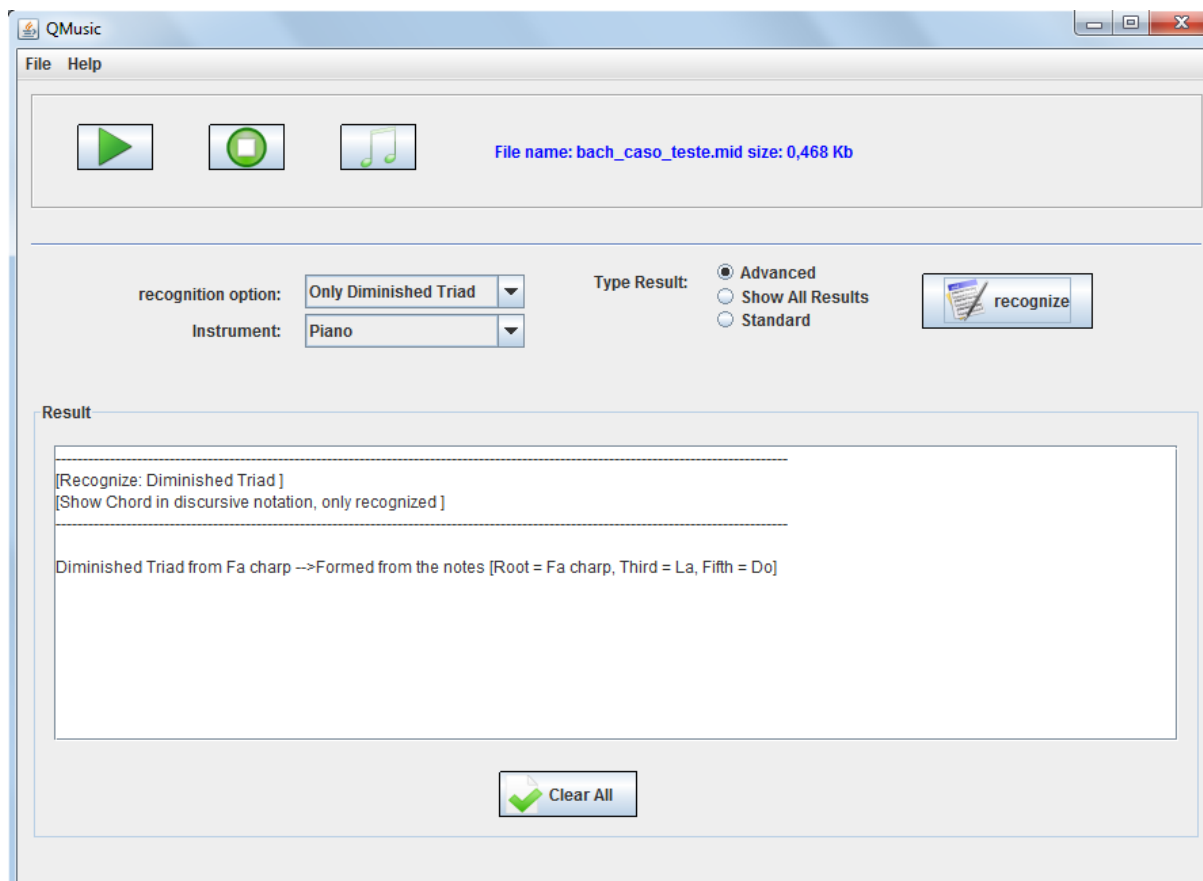 QMusic
File Help
File name: bach_caso_teste.mid size: 0,468 Kb
recognition option: Only Diminished Triad
Instrument: Piano
Type Result:
Advanced
Show All Results
Standard
recognize
Result
--------------------------------------------------------------------------------
[Recognize: Diminished Triad ]
[Show Chord in discursive notation, only recognized ]
--------------------------------------------------------------------------------
Diminished Triad from Fa charp -->Formed from the notes [Root = Fa charp, Third = La, Fifth = Do]
Clear All